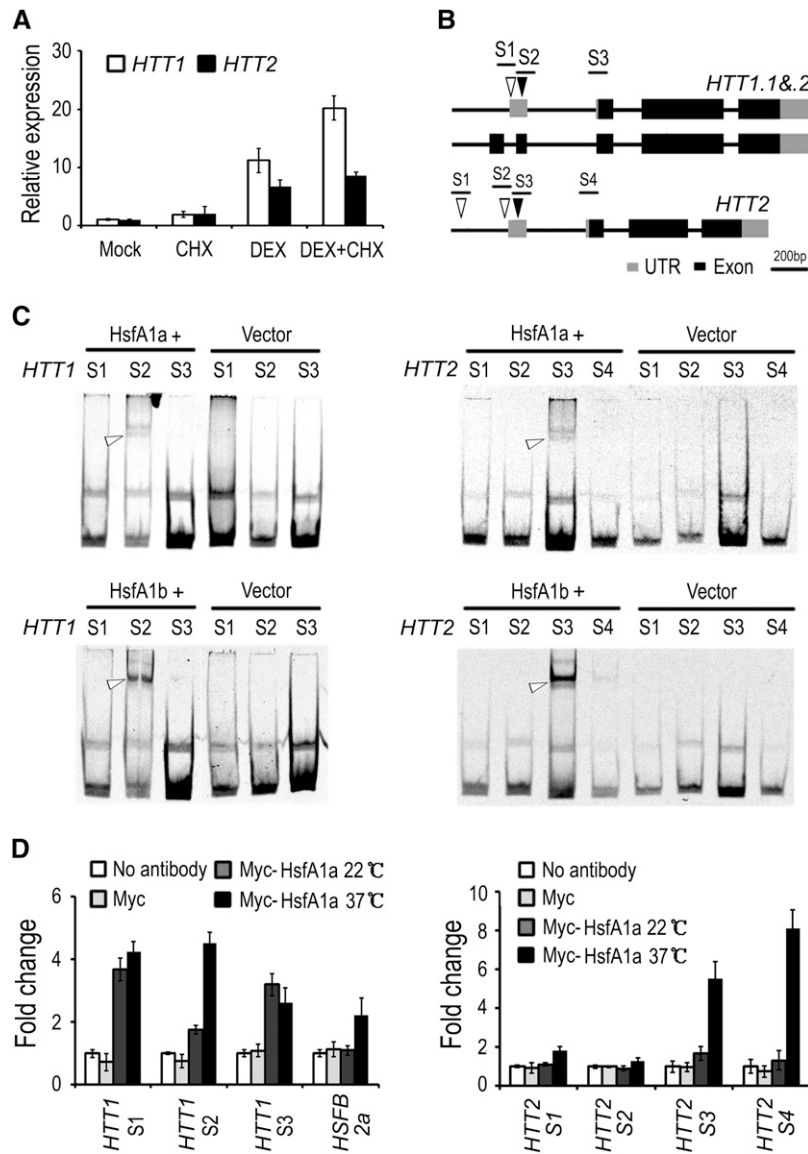 A
Relative expression
30
20
10
0
HTT1 HTT2
Mock CHX DEX DEX+CHX
B
S1 S2 S3
HTT1.1&.2
S1 S2 S3 S4
HTT2
UTR Exon 200bp
C
HsfA1a + Vector
HTT1 S1 S2 S3 S1 S2 S3
HsfA1a + Vector
HTT2 S1 S2 S3 S4 S1 S2 S3 S4
HsfA1b + Vector
HTT1 S1 S2 S3 S1 S2 S3
HsfA1b + Vector
HTT2 S1 S2 S3 S4 S1 S2 S3 S4
D
Fold change
6
4
2
0
No antibody Myc-HsfA1a 22℃
Myc Myc-HsfA1a 37℃
HTT1 S1
HTT1 S2
HTT1 S3
HSFB 2a
Fold change
10
8
6
4
2
0
No antibody
Myc
Myc-HsfA1a 22℃
Myc-HsfA1a 37℃
HTT2 S1
HTT2 S2
HTT2 S3
HTT2 S4